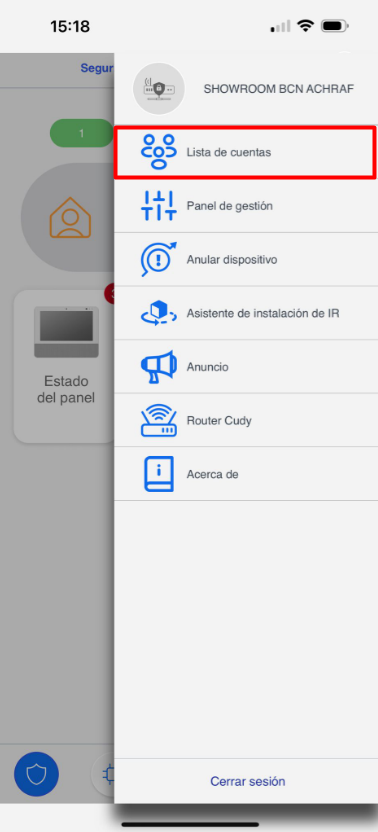 15:18
Segur
SHOWROOM BCN ACHRAF
1
Lista de cuentas
Panel de gestión
Anular dispositivo
Asistente de instalación de IR
Anuncio
Estado
del panel
Router Cudy
Acerca de
Cerrar sesión